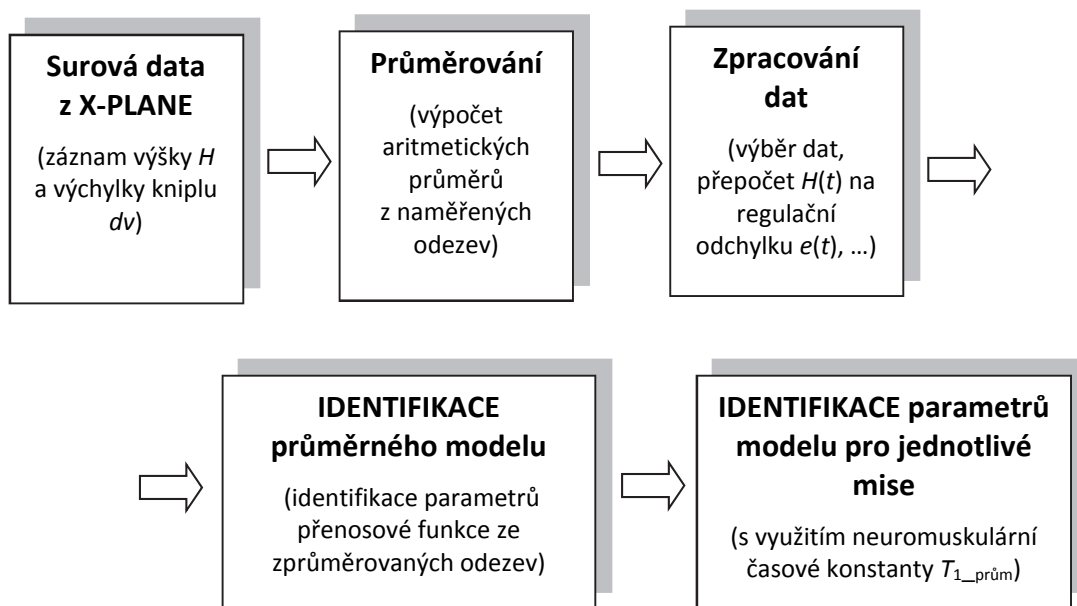 Surová data
z X-PLANE
(záznam výšky H
a výchylky kniplu
dv)
Průměrování
(výpočet
aritmetických
průměrů
z naměřených
odezev)
Zpracování
dat
(výběr dat,
přepočet H(t) na
regulační
odchylku e(t), …)
IDENTIFIKACE
průměrného modelu
(identifikace parametrů
přenosové funkce ze
zprůměrovaných odezev)
IDENTIFIKACE parametrů
modelu pro jednotlivé
mise
(s využitím neuromuskulární
časové konstanty T1_prům)